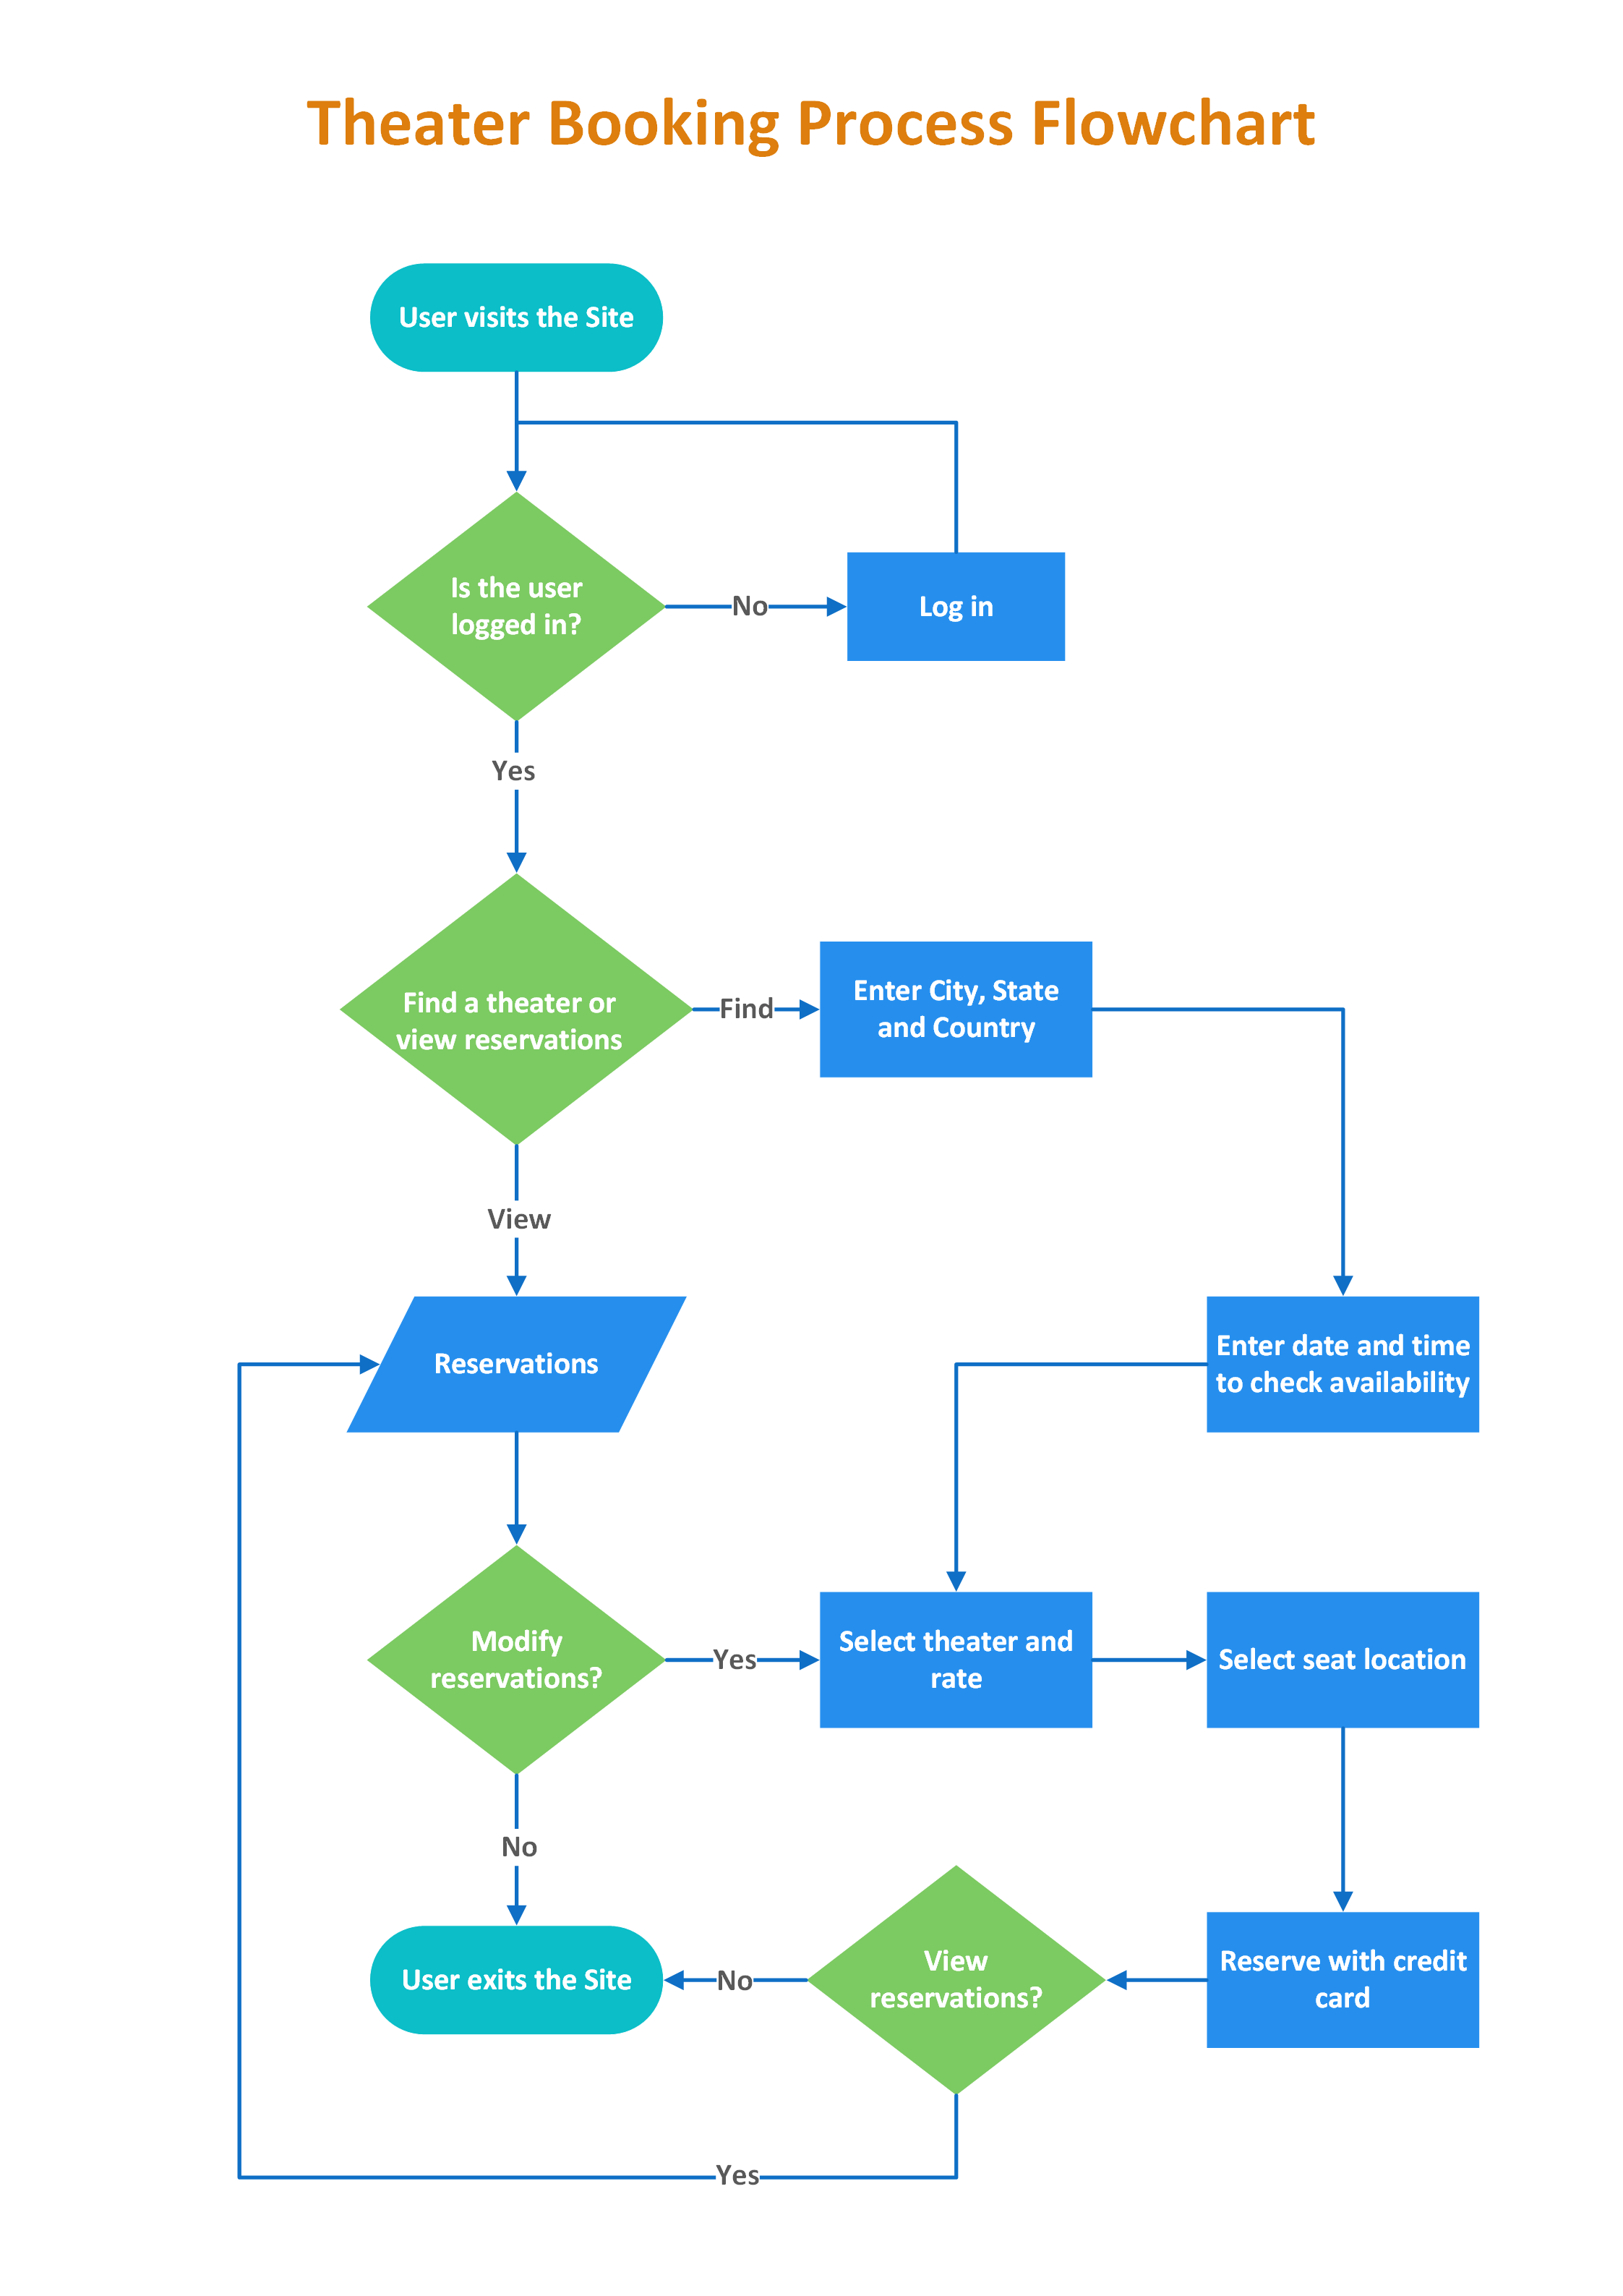 Theater Booking Process Flowchart
User visits the Site
Is the user
logged in?
No
Log in
Yes
Find a theater or
view reservations
Find
Enter City, State
and Country
View
Reservations
Enter date and time
to check availability
Modify
reservations?
Yes
Select theater and
rate
Select seat location
No
User exits the Site
No
View
reservations?
Reserve with credit
card
Yes